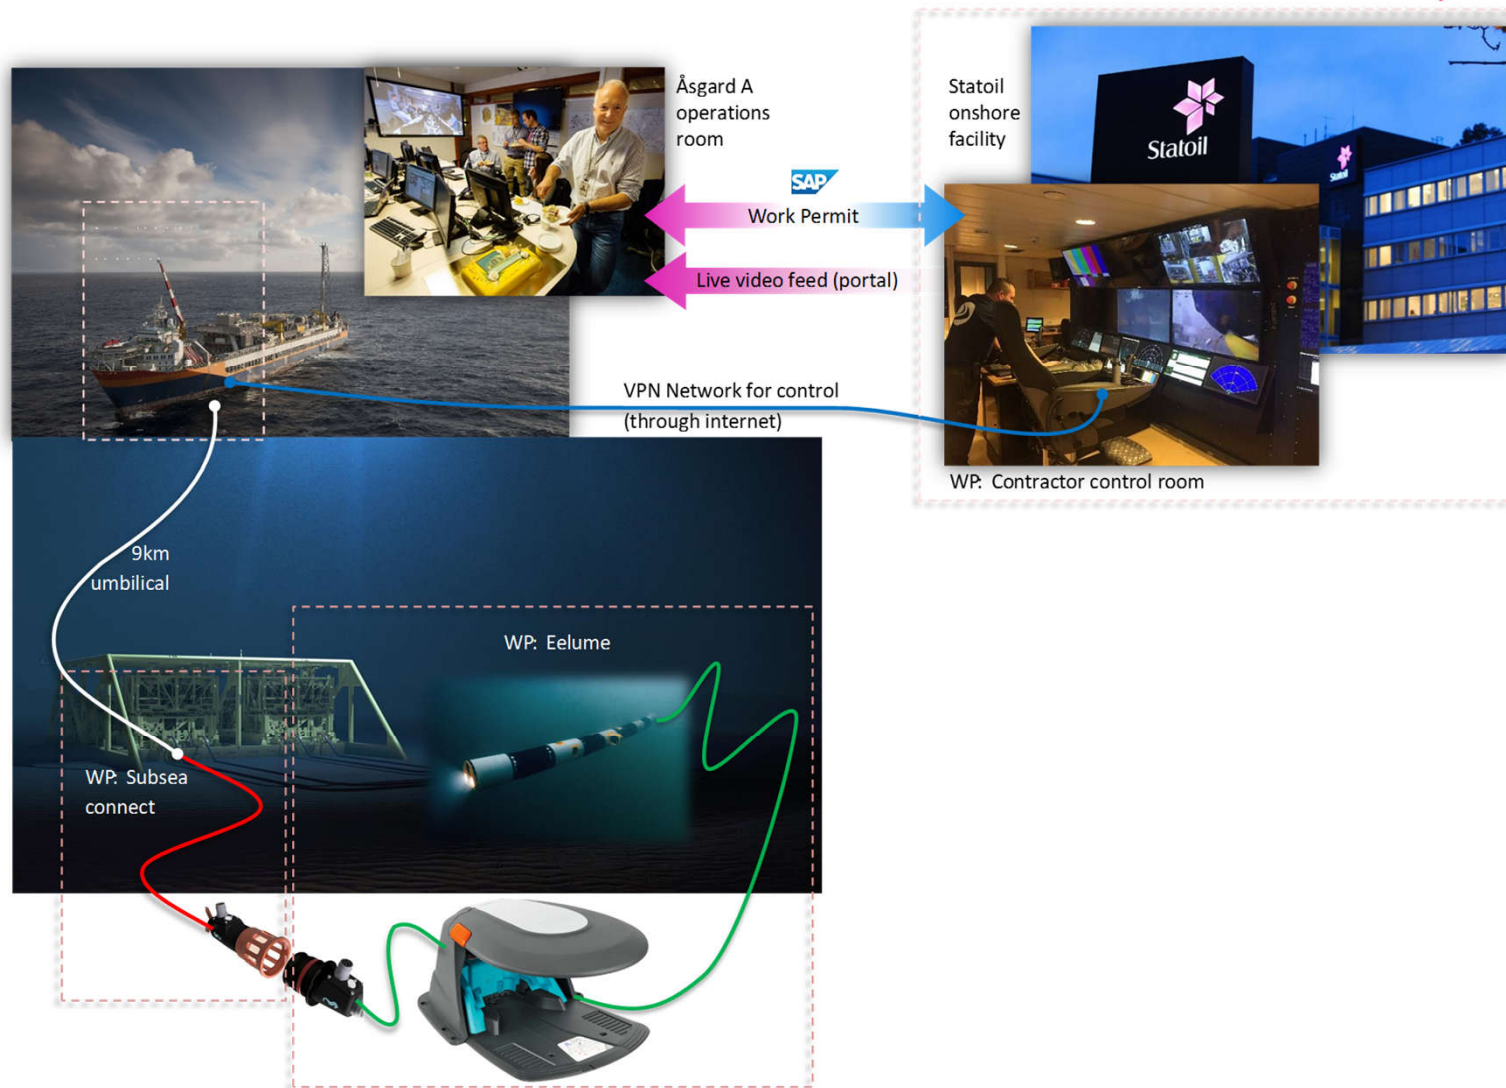 Åsgard A
operations
room
Statoil
onshore
facility
Statoil
Statoil
SAP
Work Permit
Live video feed (portal)
VPN Network for control
(through internet)
WP: Contractor control room
9km
umbilical
WP: Eelume
WP: Subsea
connect